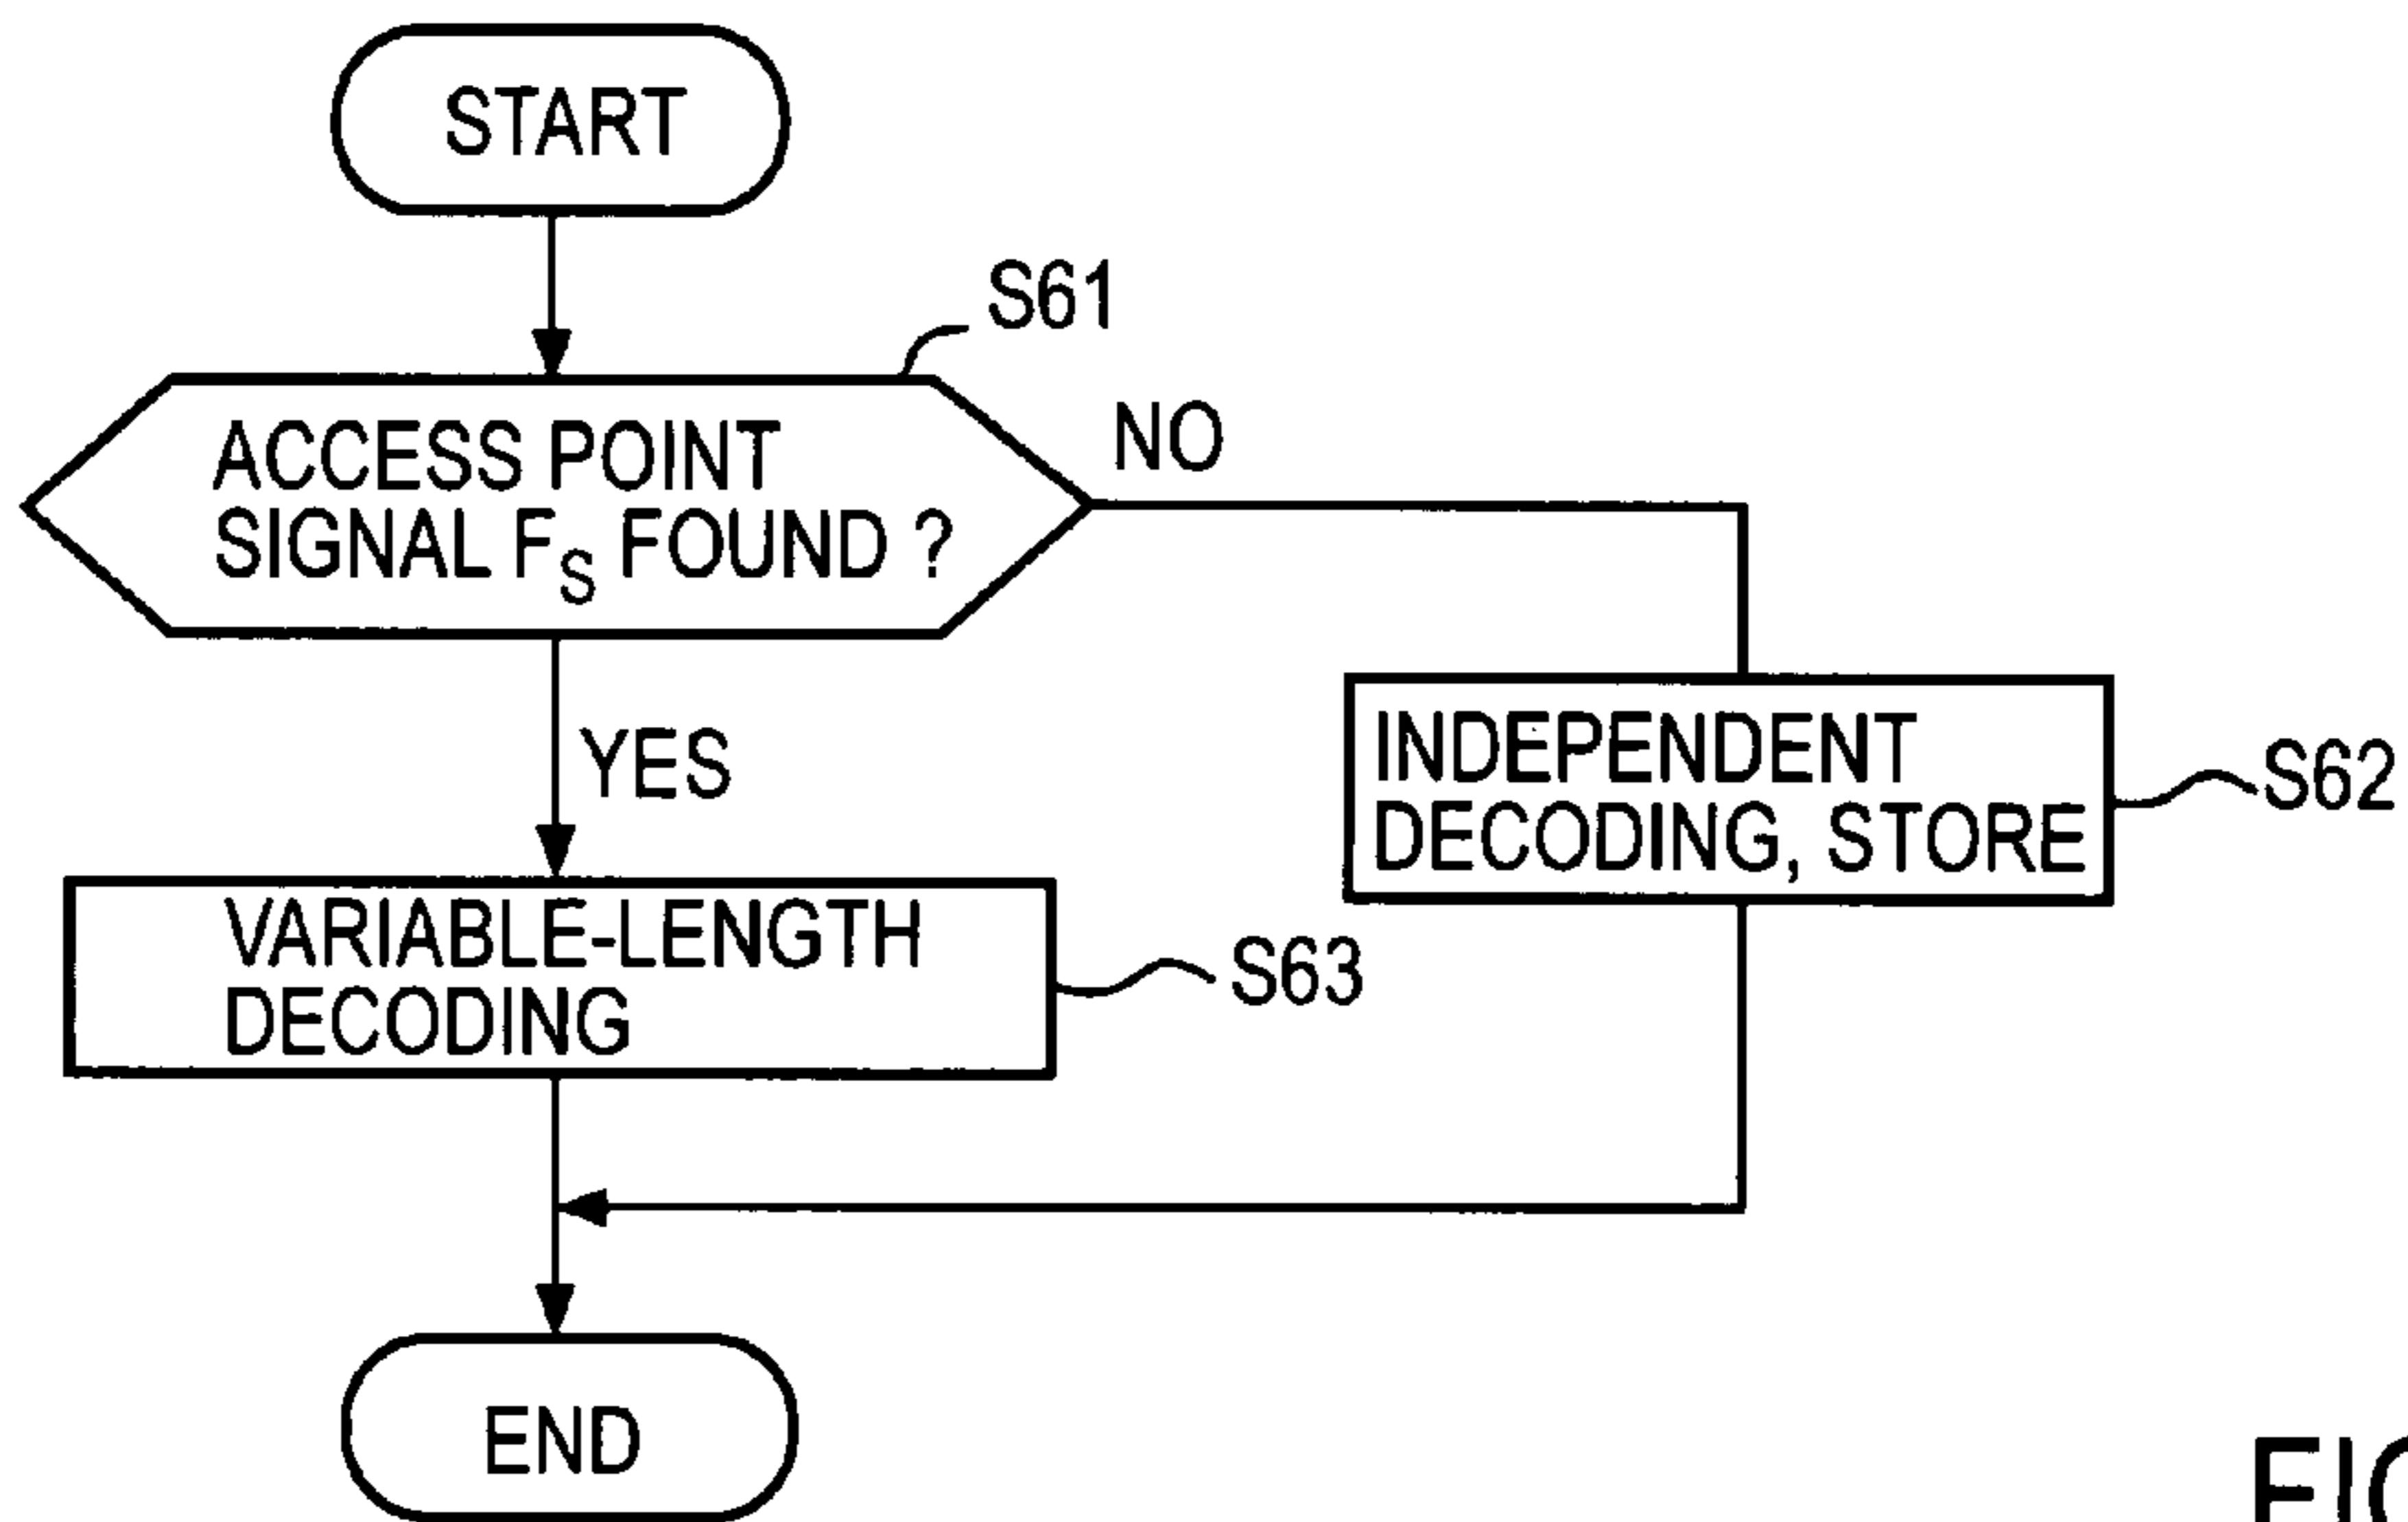 START
S61
ACCESS POINT
SIGNAL FS FOUND ?
NO
YES
INDEPENDENT
DECODING, STORE
S62
VARIABLE-LENGTH
DECODING
S63
END